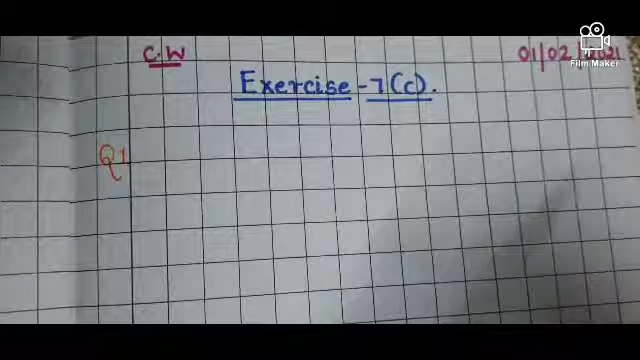 C.W 01/02/2021
Film Maker
Exercise - 7(c).
Q1